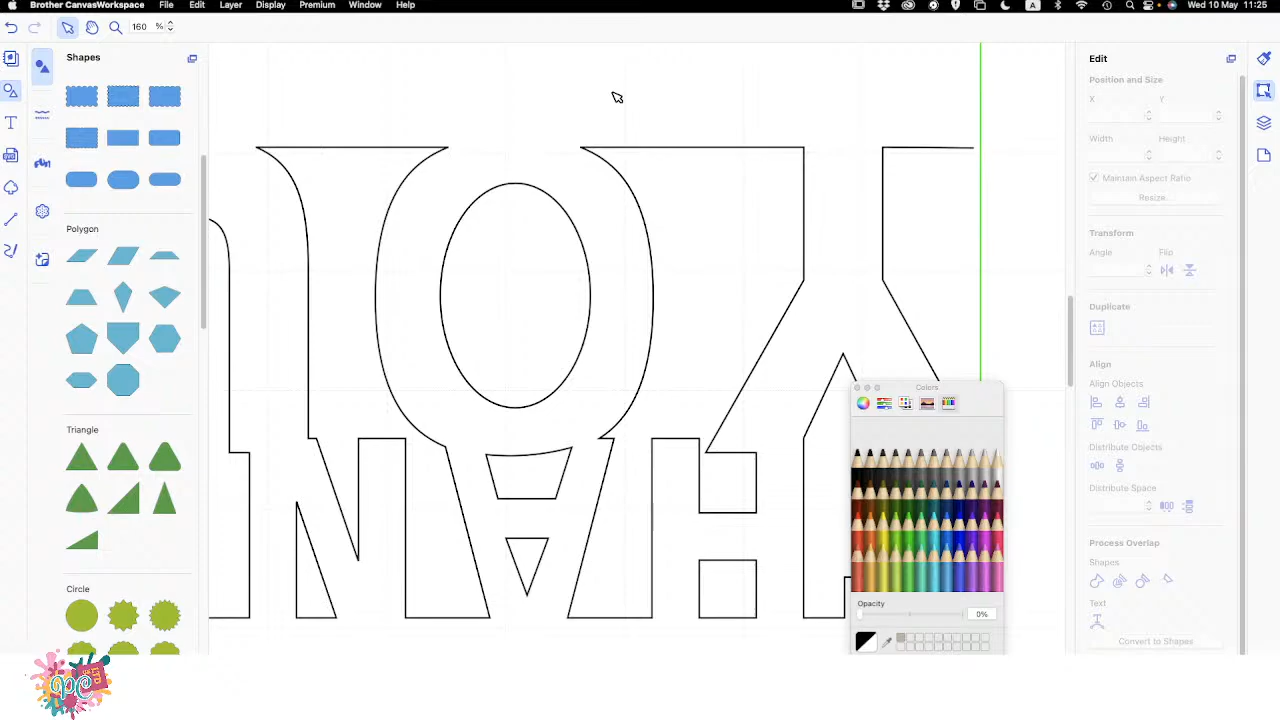 Brother CanvasWorkspace File Edit Layer Display Premium Window Help A Wed 10 May 11:25
160 %
Shapes
Polygon
Triangle
Circle
Colors
Opacity
0%
Edit
Position and Size
X Y
Width Height
Maintain Aspect Ratio
Resize...
Transform
Angle Flip
Duplicate
Align
Align Objects
Distribute Objects
Distribute Space
Process Overlap
Shapes
Text
Convert to Shapes